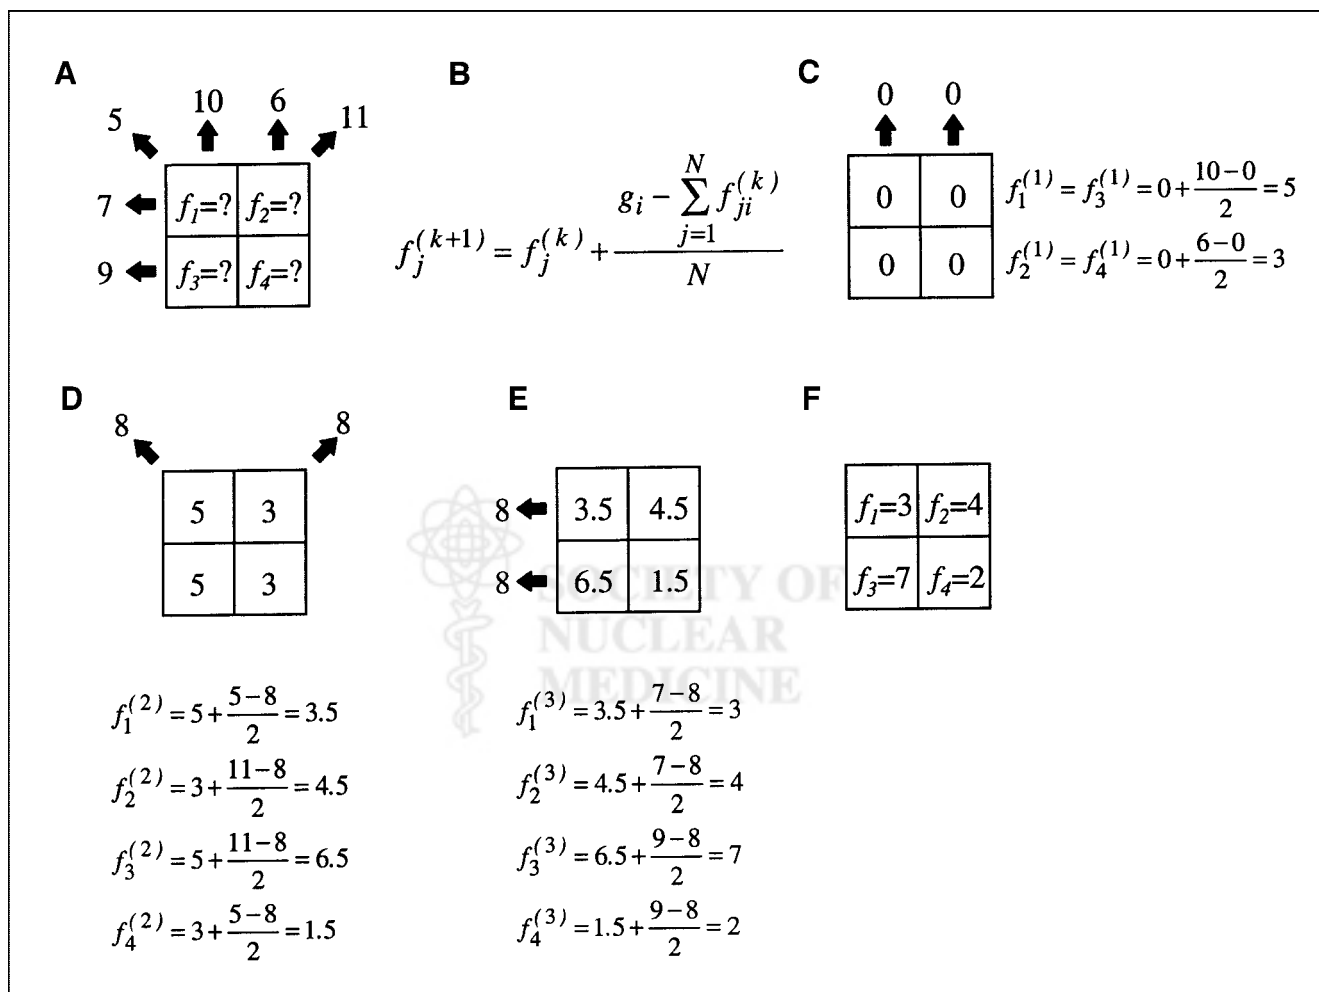 A
5 10 6 11
7 f₁=? f₂=?
9 f₃=? f₄=?
B
f_j^(k+1) = f_j^(k) + (g_i − ∑_{j=1}^{N} f_ji^(k)) / N
C
0 0
0 0
0 0
f₁^(1) = f₃^(1) = 0 + (10−0)/2 = 5
f₂^(1) = f₄^(1) = 0 + (6−0)/2 = 3
D
8 8
5 3
5 3
f₁^(2) = 5 + (5−8)/2 = 3.5
f₂^(2) = 3 + (11−8)/2 = 4.5
f₃^(2) = 5 + (11−8)/2 = 6.5
f₄^(2) = 3 + (5−8)/2 = 1.5
E
8 3.5 4.5
8 6.5 1.5
f₁^(3) = 3.5 + (7−8)/2 = 3
f₂^(3) = 4.5 + (7−8)/2 = 4
f₃^(3) = 6.5 + (9−8)/2 = 7
f₄^(3) = 1.5 + (9−8)/2 = 2
F
f₁=3 f₂=4
f₃=7 f₄=2
SOCIETY OF
NUCLEAR
MEDICINE